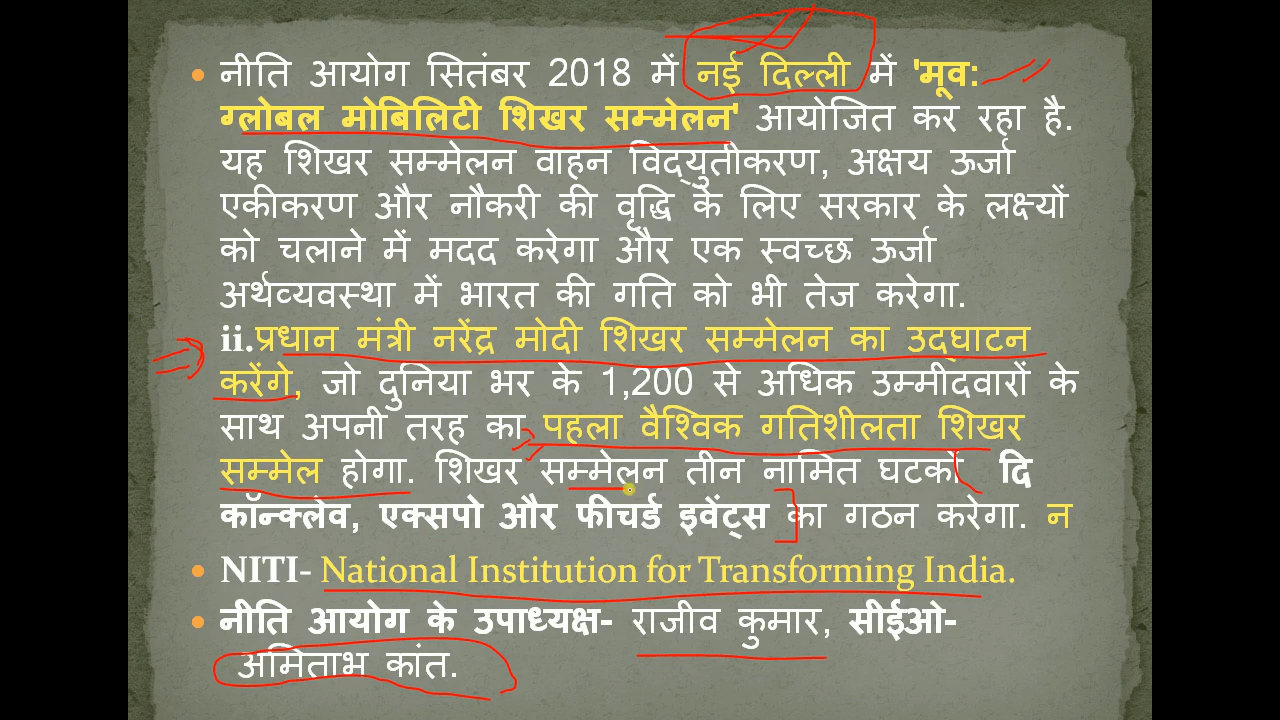 नीति आयोग सितंबर 2018 में नई दिल्ली में 'मूव:
ग्लोबल मोबिलिटी शिखर सम्मेलन' आयोजित कर रहा है.
यह शिखर सम्मेलन वाहन विद्युतीकरण, अक्षय ऊर्जा
एकीकरण और नौकरी की वृद्धि के लिए सरकार के लक्ष्यों
को चलाने में मदद करेगा और एक स्वच्छ ऊर्जा
अर्थव्यवस्था में भारत की गति को भी तेज करेगा.
ii.प्रधान मंत्री नरेंद्र मोदी शिखर सम्मेलन का उद्घाटन
करेंगे, जो दुनिया भर के 1,200 से अधिक उम्मीदवारों के
साथ अपनी तरह का पहला वैश्विक गतिशीलता शिखर
सम्मेल होगा. शिखर सम्मेलन तीन नामित घटकों दि
कॉन्क्लेव, एक्सपो और फीचर्ड इवेंट्स का गठन करेगा. न
NITI- National Institution for Transforming India.
नीति आयोग के उपाध्यक्ष- राजीव कुमार, सीईओ-
अमिताभ कांत.